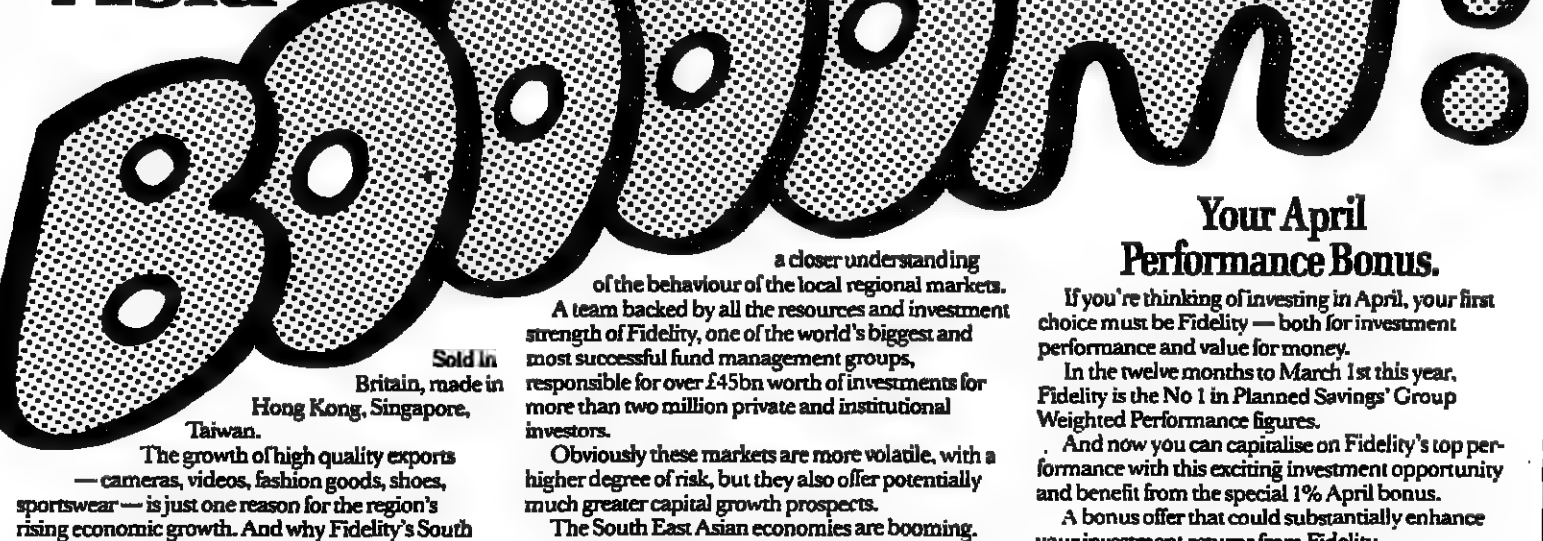 BOOOOOM!
Sold in
Britain, made in
Hong Kong, Singapore,
Taiwan.
The growth of high quality exports
— cameras, videos, fashion goods, shoes,
sportswear — is just one reason for the region's
rising economic growth. And why Fidelity's South
a closer understanding
of the behaviour of the local regional markets.
A team backed by all the resources and investment
strength of Fidelity, one of the world's biggest and
most successful fund management groups,
responsible for over £45bn worth of investments for
more than two million private and institutional
investors.
Obviously these markets are more volatile, with a
higher degree of risk, but they also offer potentially
much greater capital growth prospects.
The South East Asian economies are booming.
Your April
Performance Bonus.
If you're thinking of investing in April, your first
choice must be Fidelity — both for investment
performance and value for money.
In the twelve months to March 1st this year,
Fidelity is the No 1 in Planned Savings' Group
Weighted Performance figures.
And now you can capitalise on Fidelity's top per-
formance with this exciting investment opportunity
and benefit from the special 1% April bonus.
A bonus offer that could substantially enhance
your investment returns from Fidelity.